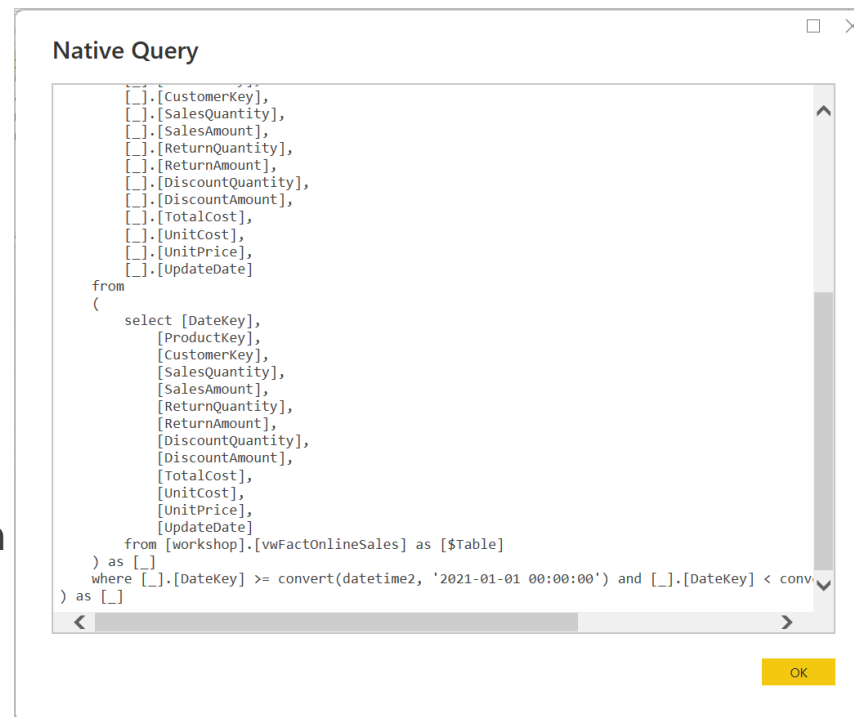 Native Query
[_].[CustomerKey],
[_].[SalesQuantity],
[_].[SalesAmount],
[_].[ReturnQuantity],
[_].[ReturnAmount],
[_].[DiscountQuantity],
[_].[DiscountAmount],
[_].[TotalCost],
[_].[UnitCost],
[_].[UnitPrice],
[_].[UpdateDate]
from
(
select [DateKey],
[ProductKey],
[CustomerKey],
[SalesQuantity],
[SalesAmount],
[ReturnQuantity],
[ReturnAmount],
[DiscountQuantity],
[DiscountAmount],
[TotalCost],
[UnitCost],
[UnitPrice],
[UpdateDate]
from [workshop].[vwFactOnlineSales] as [$Table]
) as [_]
where [_].[DateKey] >= convert(datetime2, '2021-01-01 00:00:00') and [_].[DateKey] < conv
) as [_]
OK